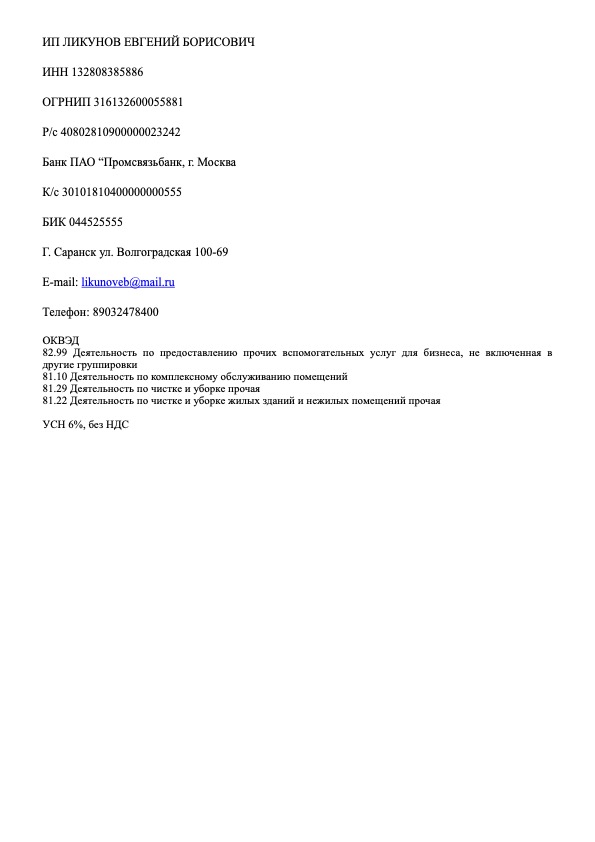 ИП ЛИКУНОВ ЕВГЕНИЙ БОРИСОВИЧ
ИНН 132808385886
ОГРНИП 316132600055881
Р/с 40802810900000023242
Банк ПАО “Промсвязьбанк, г. Москва
К/с 30101810400000000555
БИК 044525555
Г. Саранск ул. Волгоградская 100-69
E-mail: likunoveb@mail.ru
Телефон: 89032478400
ОКВЭД
82.99 Деятельность по предоставлению прочих вспомогательных услуг для бизнеса, не включенная в
другие группировки
81.10 Деятельность по комплексному обслуживанию помещений
81.29 Деятельность по чистке и уборке прочая
81.22 Деятельность по чистке и уборке жилых зданий и нежилых помещений прочая
УСН 6%, без НДС